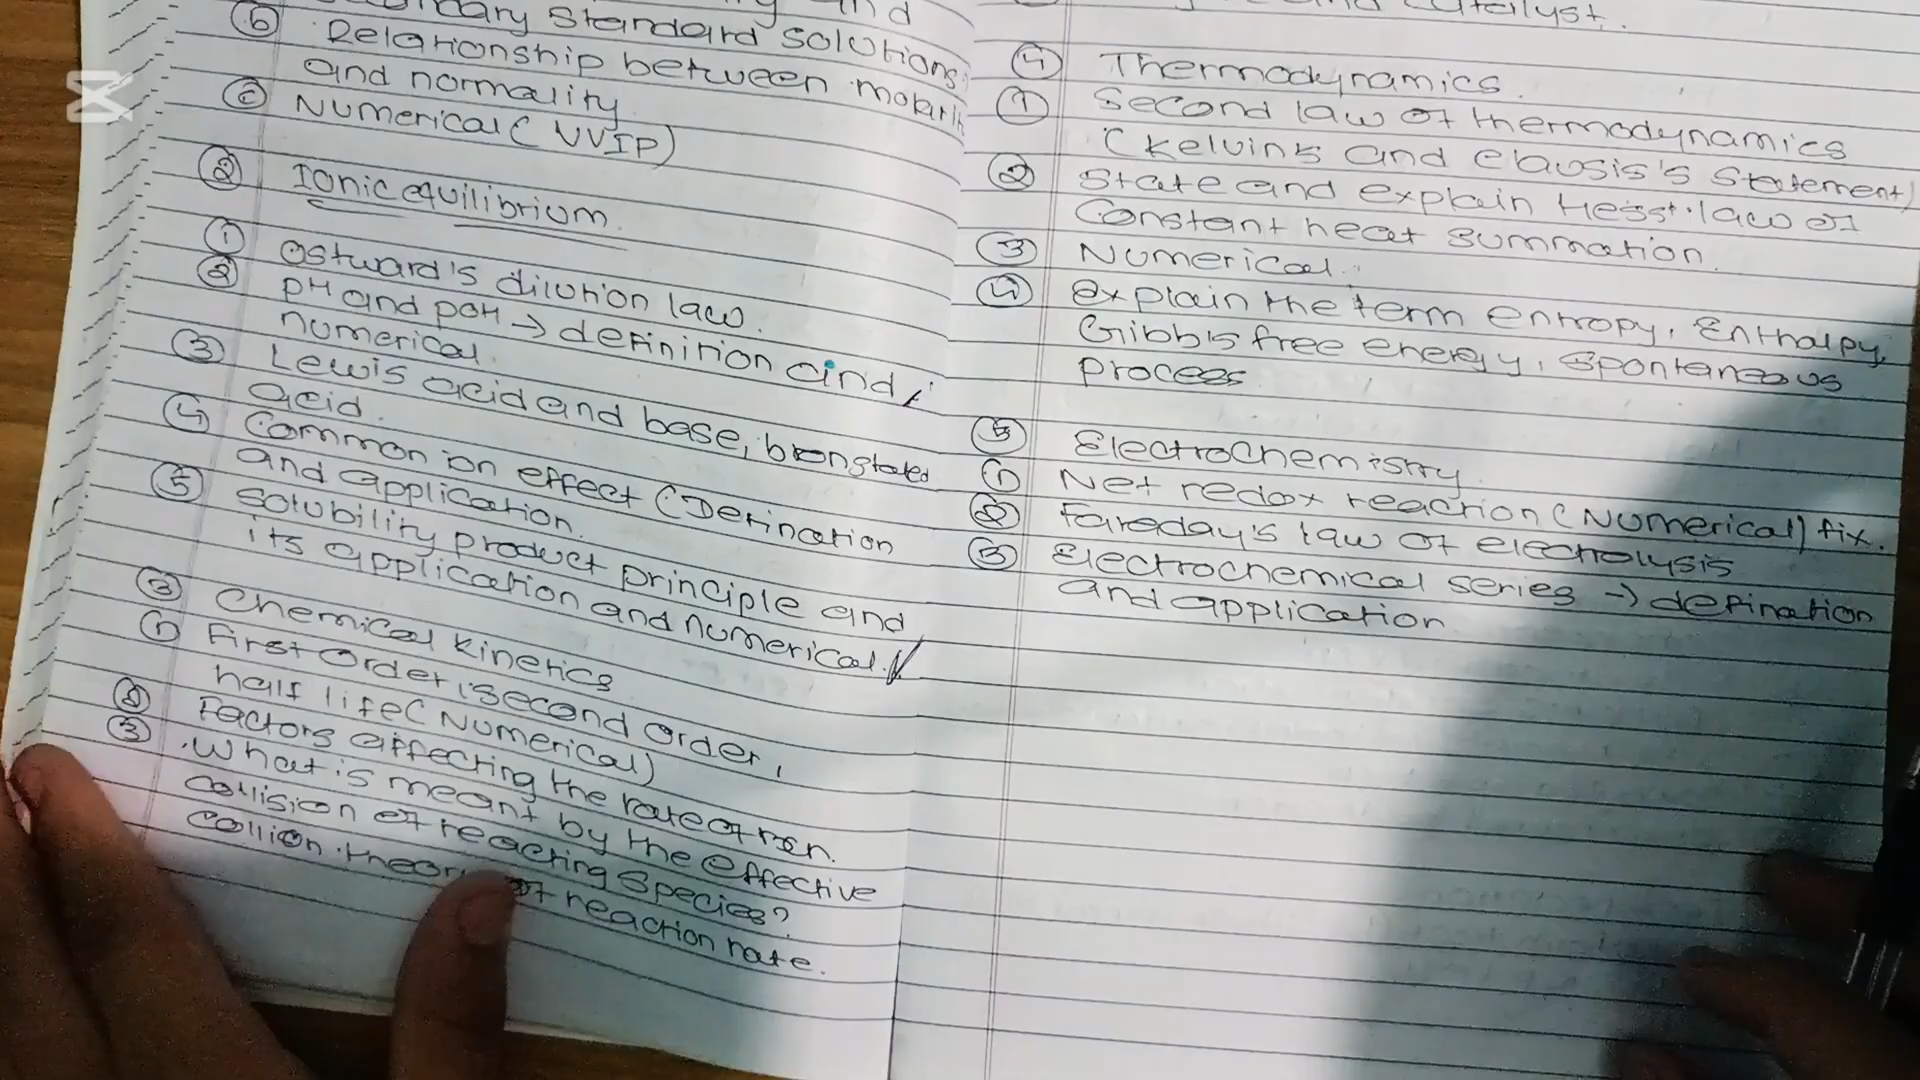 Standard solutions.
⑥ Relationship between molarit
and normality.
ⓒ Numerical (VVIP)
② Ionic equilibrium.
① Ostward's dilution law.
② pH and pOH → definition and
numerical.
③ Lewis acid and base, bronstated
acid.
④ Common ion effect (Defination
and application.
⑤ Solubility product principle and
its application and numerical.
③ Chemical kinetics
① First order, second order,
half life (Numerical)
② Factors affecting the rate of rxn.
③ What is meant by the effective
collision of reacting species?
collion theory of reaction rate.
catalyst.
④ Thermodynamics.
① Second law of thermodynamics
(Kelvin's and clausis's statement)
② State and explain Hess's law of
Constant heat summation.
③ Numerical.
④ explain the term entropy, Enthalpy,
Gibb's free energy, spontaneous
process
⑤ Electrochemistry.
① Net redox reaction (Numerical) fix.
② Faraday's law of electrolysis
③ Electrochemical series → defination
and application